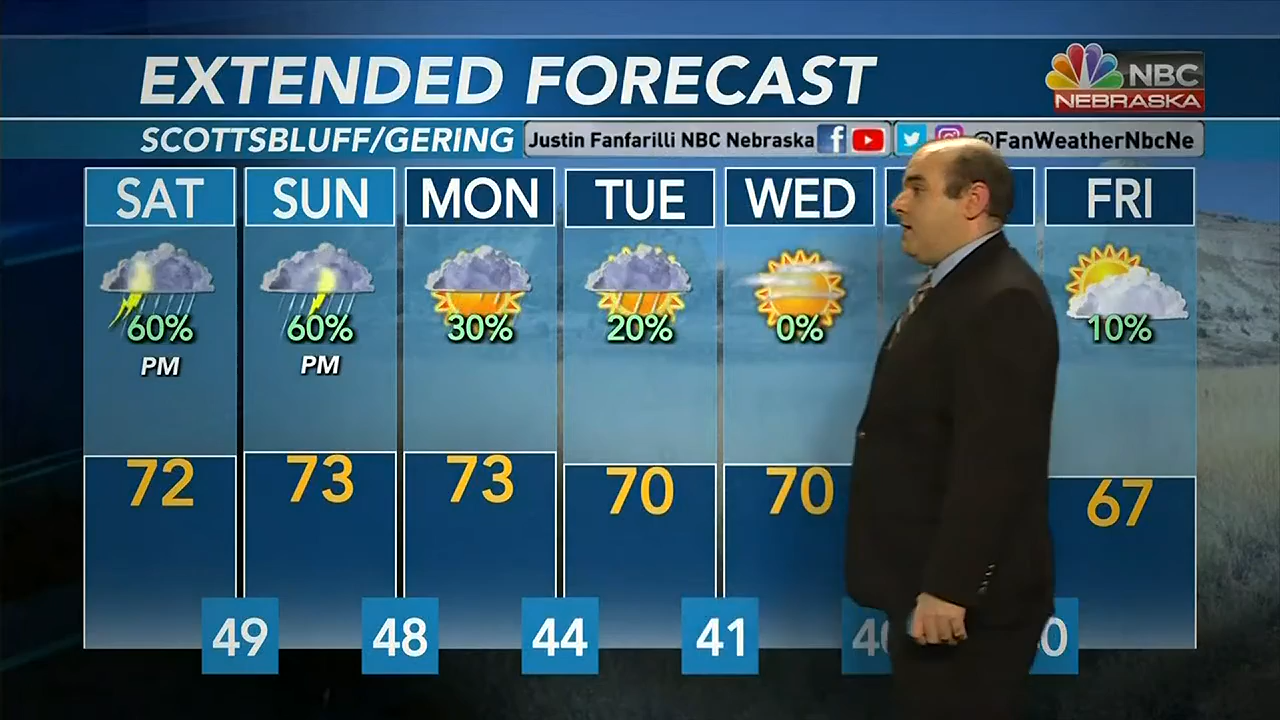 EXTENDED FORECAST
NBC
NEBRASKA
SCOTTSBLUFF/GERING
Justin Fanfarilli NBC Nebraska
@FanWeatherNbcNe
SAT SUN MON TUE WED FRI
60% 60% 30% 20% 0% 10%
PM PM
72 73 73 70 70 67
49 48 44 41